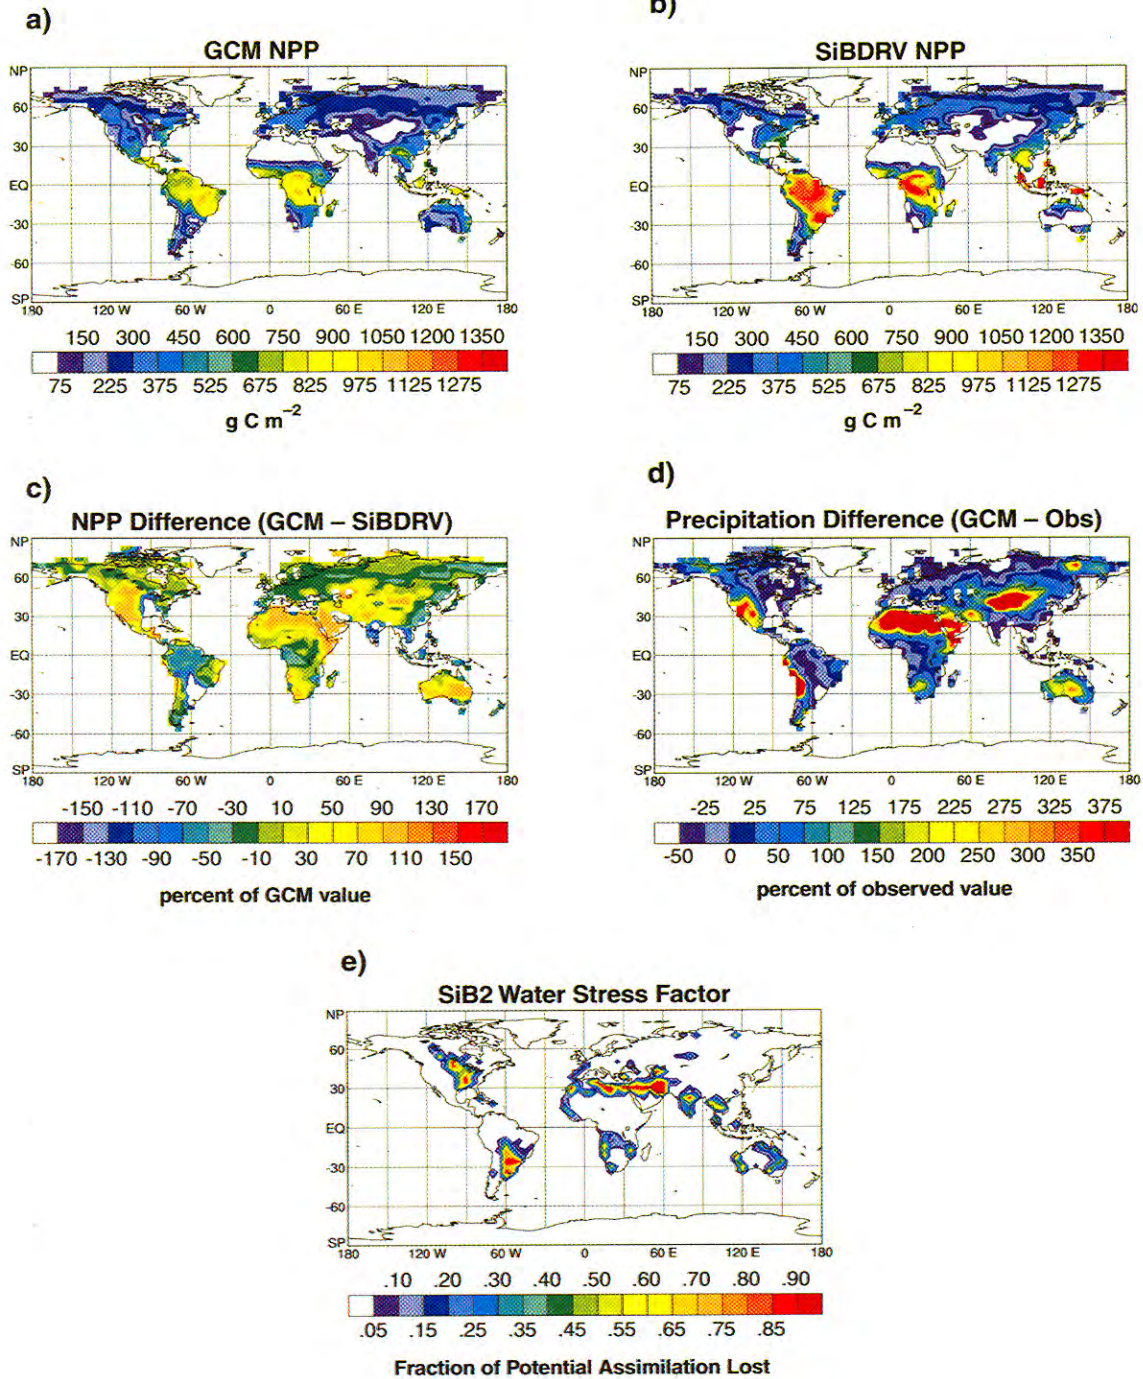 a)
GCM NPP
NP
60
30
EQ
-30
-60
SP
180 120 W 60 W 0 60 E 120 E 180
150 300 450 600 750 900 1050 1200 1350
75 225 375 525 675 825 975 1125 1275
g C m⁻²
b)
SiBDRV NPP
NP
60
30
EQ
-30
-60
SP
180 120 W 60 W 0 60 E 120 E 180
150 300 450 600 750 900 1050 1200 1350
75 225 375 525 675 825 975 1125 1275
g C m⁻²
c)
NPP Difference (GCM – SiBDRV)
NP
60
30
EQ
-30
-60
SP
180 120 W 60 W 0 60 E 120 E 180
-150 -110 -70 -30 10 50 90 130 170
-170 -130 -90 -50 -10 30 70 110 150
percent of GCM value
d)
Precipitation Difference (GCM – Obs)
NP
60
30
EQ
-30
-60
SP
180 120 W 60 W 0 60 E 120 E 180
-25 25 75 125 175 225 275 325 375
-50 0 50 100 150 200 250 300 350
percent of observed value
e)
SiB2 Water Stress Factor
NP
60
30
EQ
-30
-60
SP
180 120 W 60 W 0 60 E 120 E 180
.10 .20 .30 .40 .50 .60 .70 .80 .90
.05 .15 .25 .35 .45 .55 .65 .75 .85
Fraction of Potential Assimilation Lost